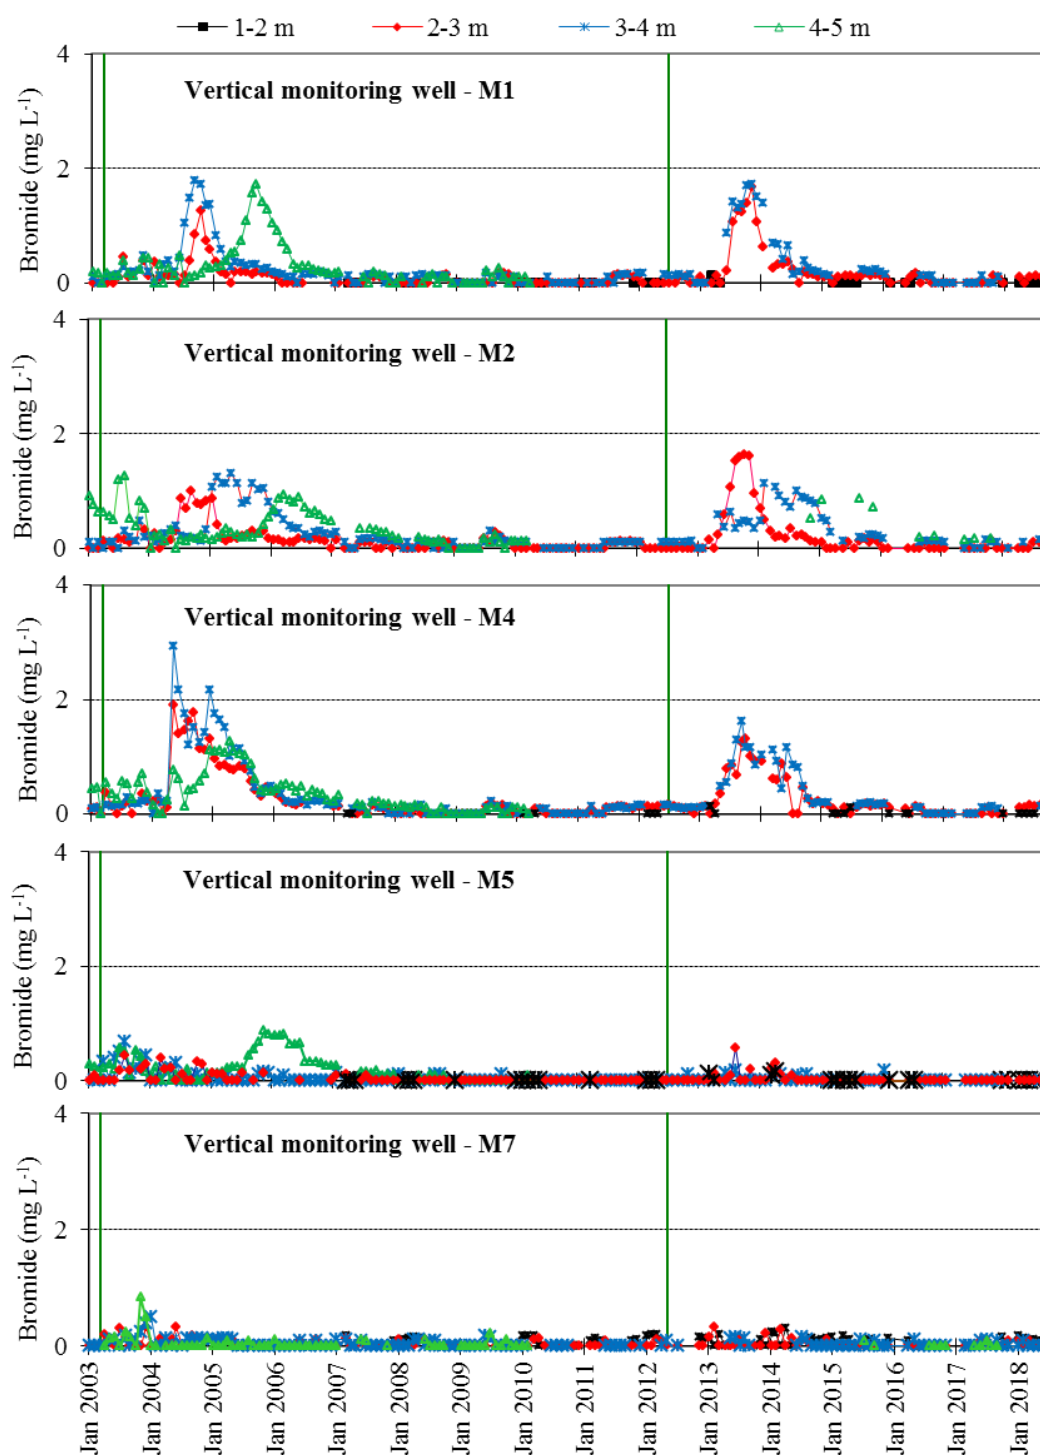 1-2 m 2-3 m 3-4 m 4-5 m
4
Vertical monitoring well - M1
2
0
Bromide (mg L-1)
4
Vertical monitoring well - M2
2
0
Bromide (mg L-1)
4
Vertical monitoring well - M4
2
0
Bromide (mg L-1)
4
Vertical monitoring well - M5
2
0
Bromide (mg L-1)
4
Vertical monitoring well - M7
2
0
Bromide (mg L-1)
Jan 2003
Jan 2004
Jan 2005
Jan 2006
Jan 2007
Jan 2008
Jan 2009
Jan 2010
Jan 2011
Jan 2012
Jan 2013
Jan 2014
Jan 2015
Jan 2016
Jan 2017
Jan 2018